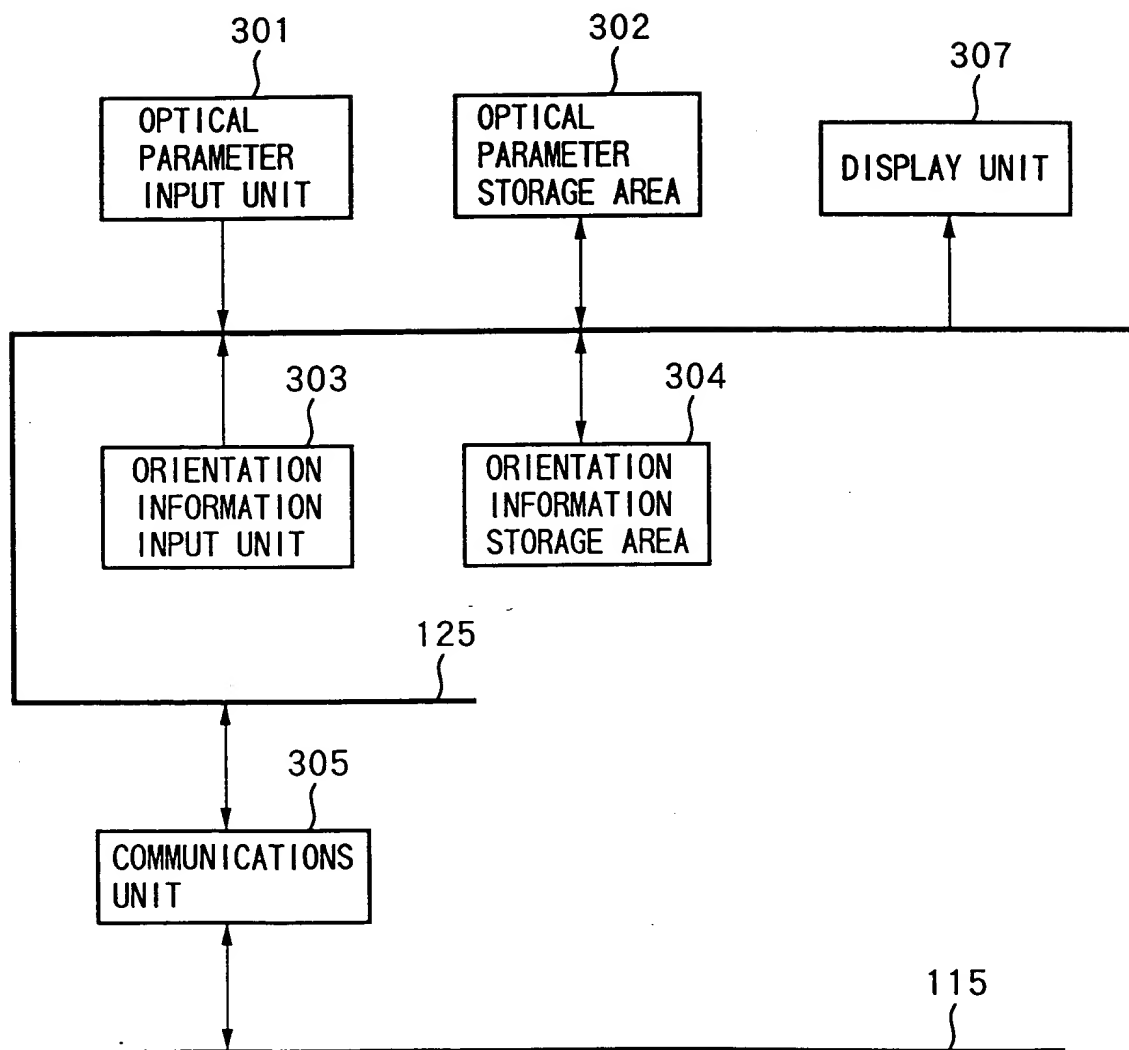 301
302
307
OPTICAL
PARAMETER
INPUT UNIT
OPTICAL
PARAMETER
STORAGE AREA
DISPLAY UNIT
303
304
ORIENTATION
INFORMATION
INPUT UNIT
ORIENTATION
INFORMATION
STORAGE AREA
125
305
COMMUNICATIONS
UNIT
115